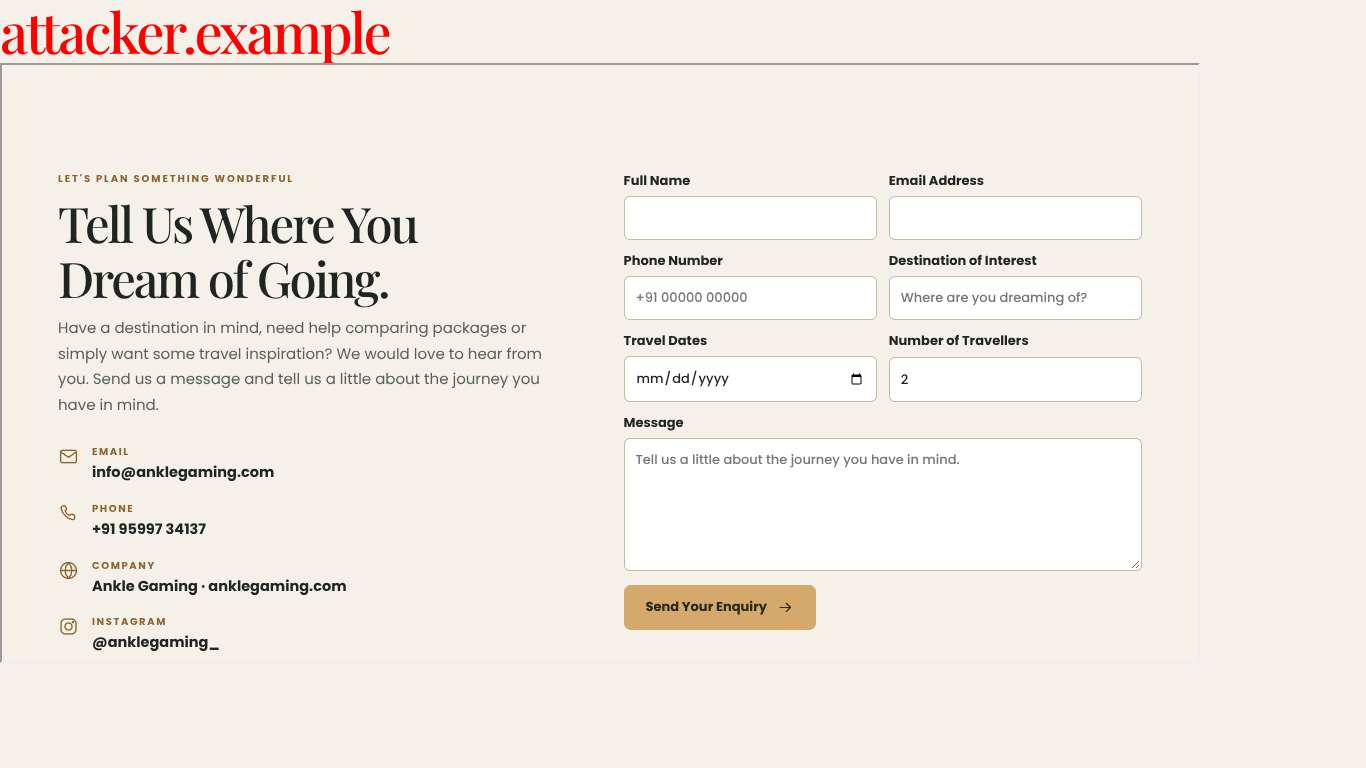 attacker.example
LET'S PLAN SOMETHING WONDERFUL
Tell Us Where You
Dream of Going.
Have a destination in mind, need help comparing packages or
simply want some travel inspiration? We would love to hear from
you. Send us a message and tell us a little about the journey you
have in mind.
EMAIL
info@anklegaming.com
PHONE
+91 95997 34137
COMPANY
Ankle Gaming · anklegaming.com
INSTAGRAM
@anklegaming_
Full Name
Email Address
Phone Number
Destination of Interest
+91 00000 00000
Where are you dreaming of?
Travel Dates
Number of Travellers
mm/dd/yyyy
2
Message
Tell us a little about the journey you have in mind.
Send Your Enquiry →